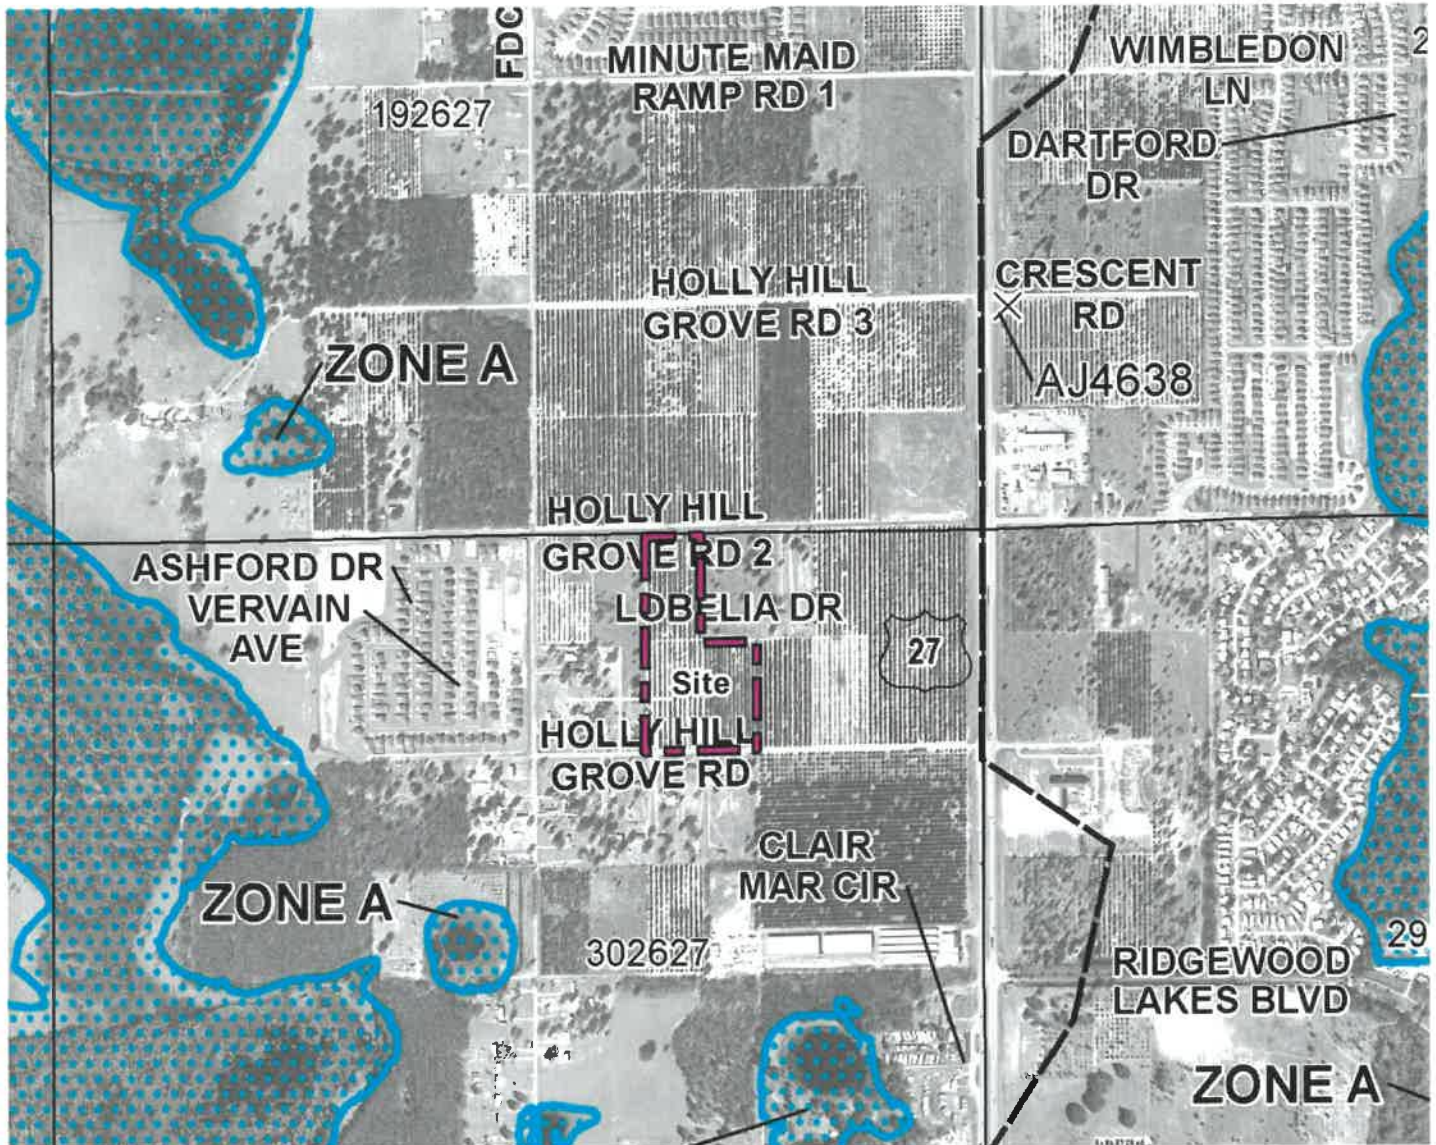 FDC
MINUTE MAID
RAMP RD 1
WIMBLEDON
LN
2
192627
DARTFORD
DR
HOLLY HILL
GROVE RD 3
CRESCENT
RD
ZONE A
AJ4638
HOLLY HILL
GROVE RD 2
ASHFORD DR
VERVAIN
AVE
LOBELIA DR
27
Site
HOLLY HILL
GROVE RD
CLAIR
MAR CIR
ZONE A
302627
29
RIDGEWOOD
LAKES BLVD
ZONE A